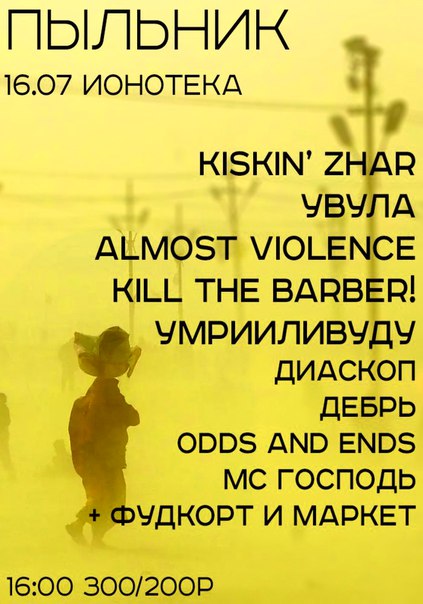 ПЫЛЬНИК
16.07 ИОНОТЕКА
KISKIN' ZHAR
УВУЛА
ALMOST VIOLENCE
KILL THE BARBER!
УМРИИЛИВУДУ
ДИАСКОП
ДЕБРЬ
ODDS AND ENDS
МС ГОСПОДЬ
+ ФУДКОРТ И МАРКЕТ
16:00 300/200Р